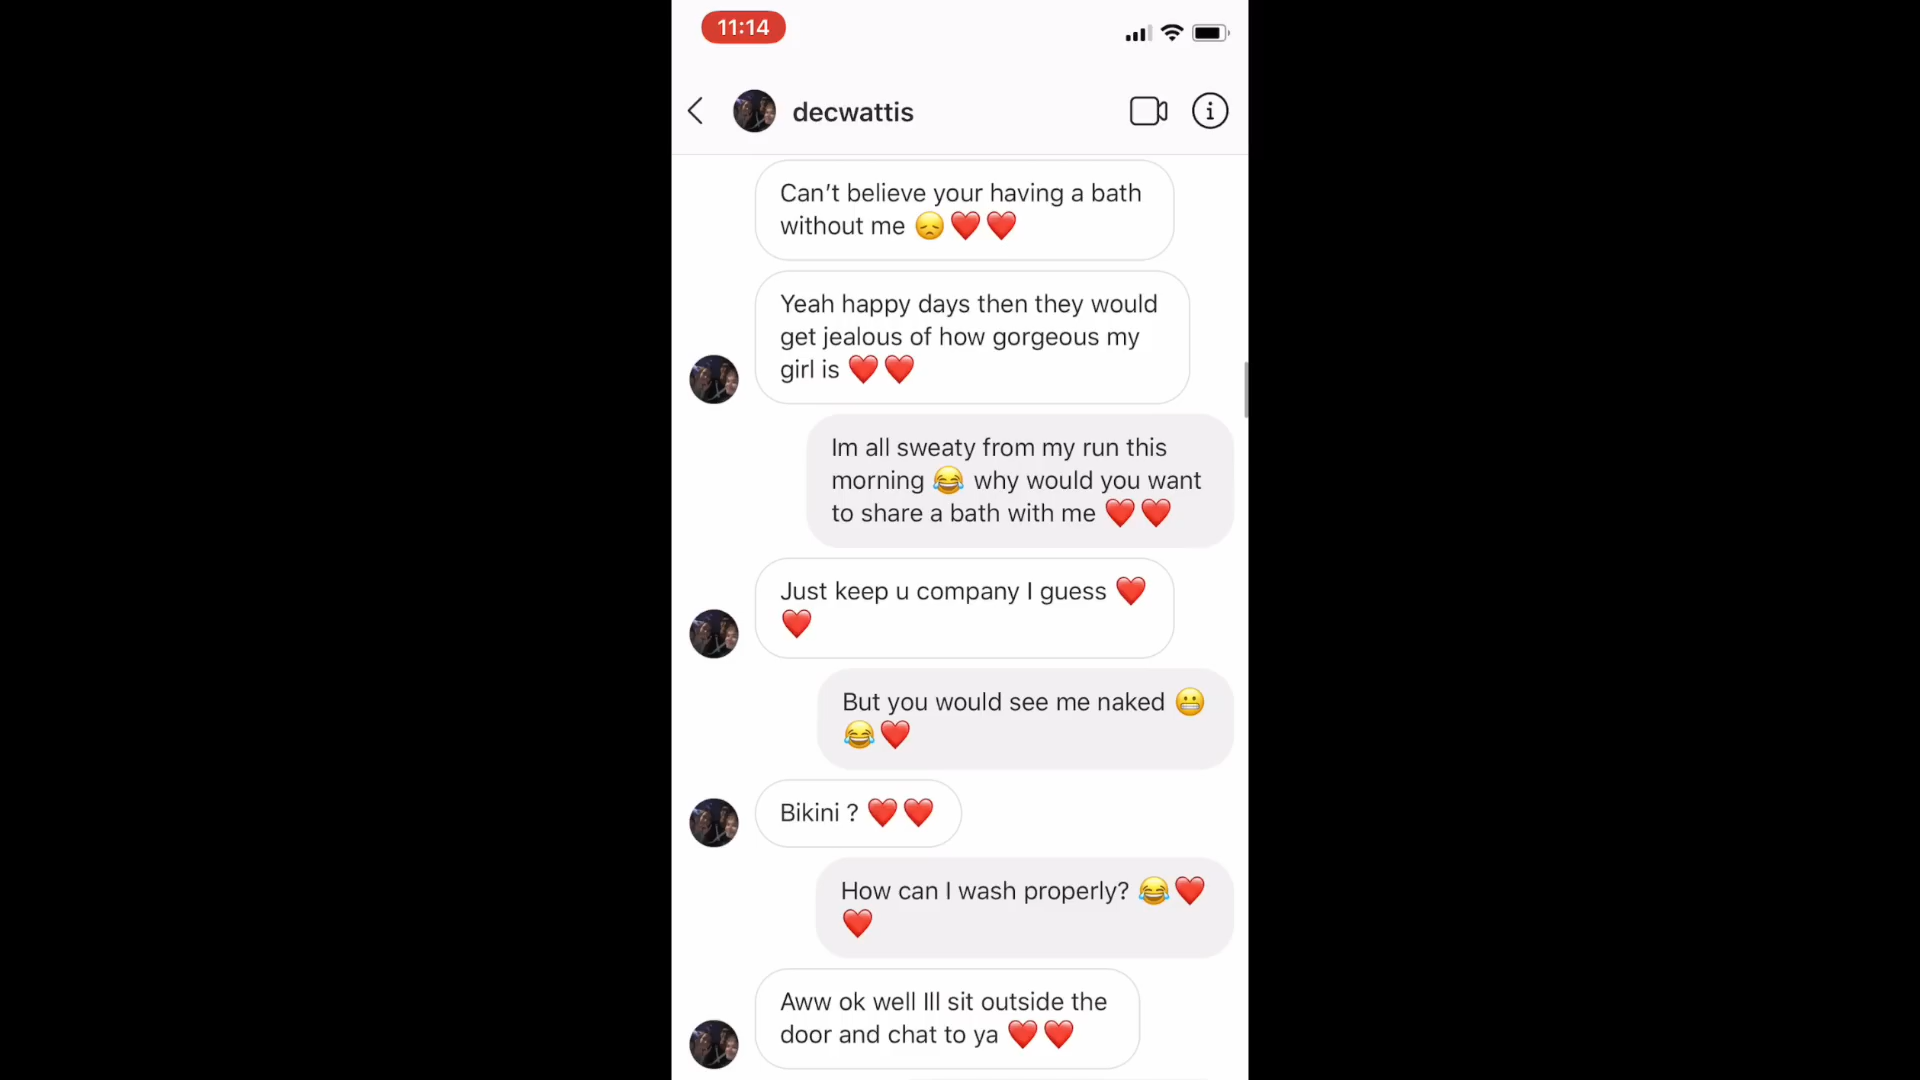 11:14
decwattis
Can't believe your having a bath
without me 😞❤️❤️
Yeah happy days then they would
get jealous of how gorgeous my
girl is ❤️❤️
Im all sweaty from my run this
morning 😂 why would you want
to share a bath with me ❤️❤️
Just keep u company I guess ❤️
❤️
But you would see me naked 😬
😂❤️
Bikini ? ❤️❤️
How can I wash properly? 😂❤️
❤️
Aww ok well Ill sit outside the
door and chat to ya ❤️❤️